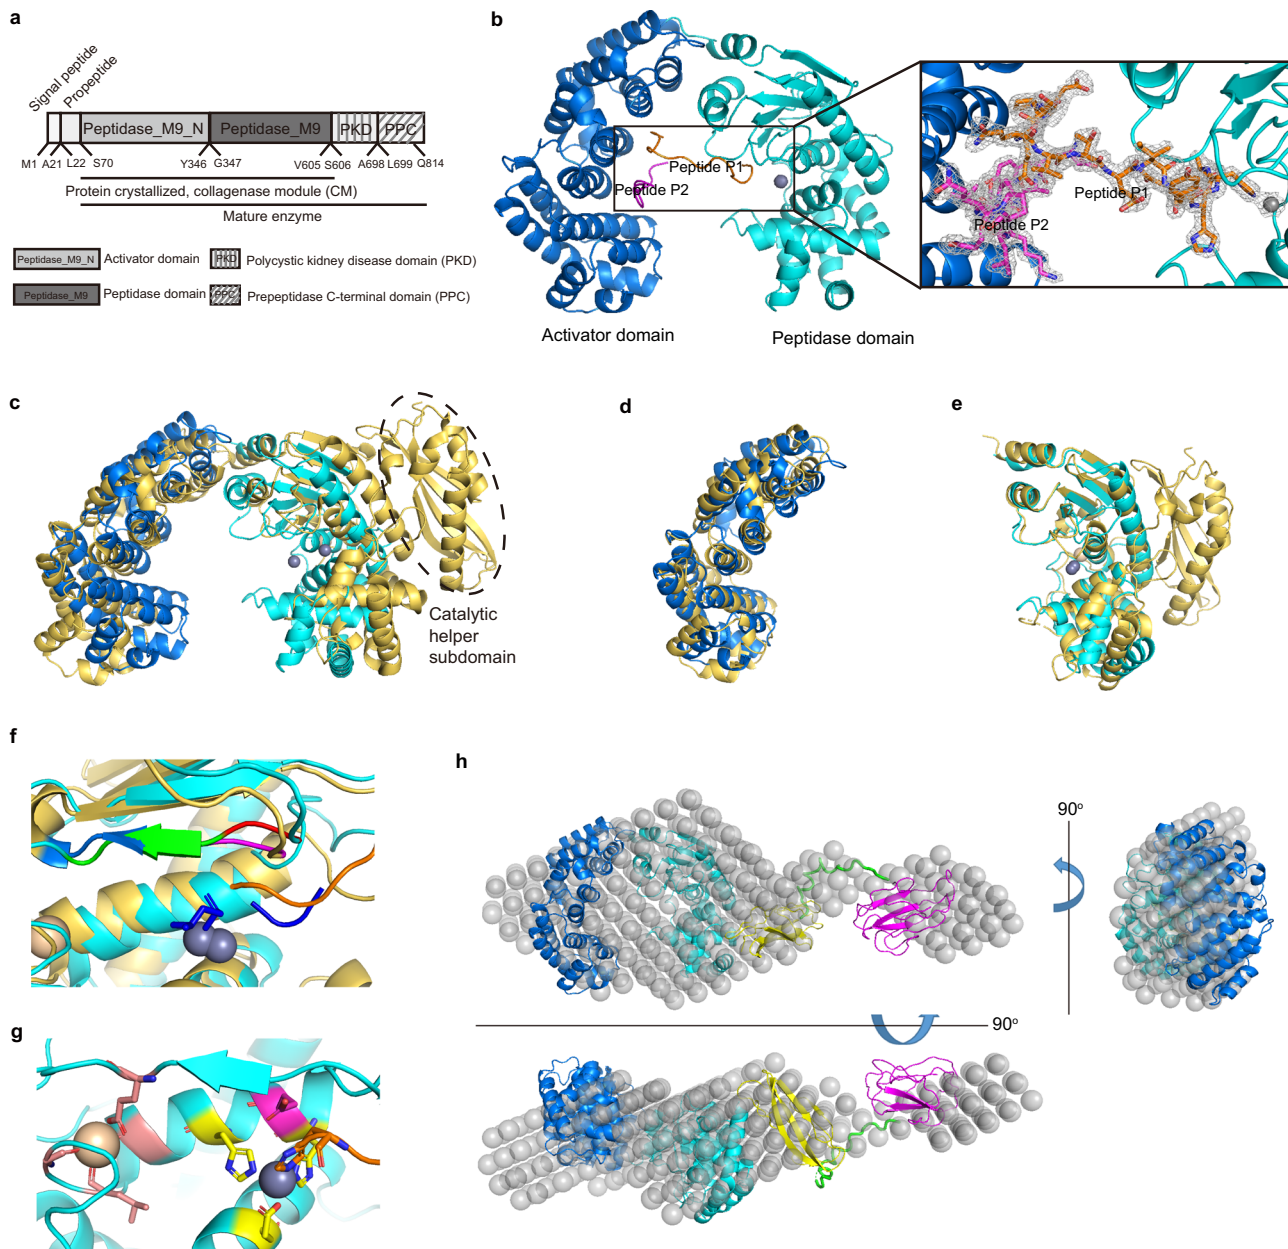 a
Signal peptide
Propeptide
Peptidase_M9_N
Peptidase_M9
PKD
PPC
M1
A21
L22
S70
Y346
G347
V605
S606
A698
L699
Q814
Protein crystallized, collagenase module (CM)
Mature enzyme
Peptidase_M9_N
Activator domain
PKD
Polycystic kidney disease domain (PKD)
Peptidase_M9
Peptidase domain
PPC
Prepeptidase C-terminal domain (PPC)
b
Peptide P1
Peptide P2
Peptide P1
Peptide P2
Activator domain
Peptidase domain
c
Catalytic
helper
subdomain
d
e
f
g
h
90°
90°